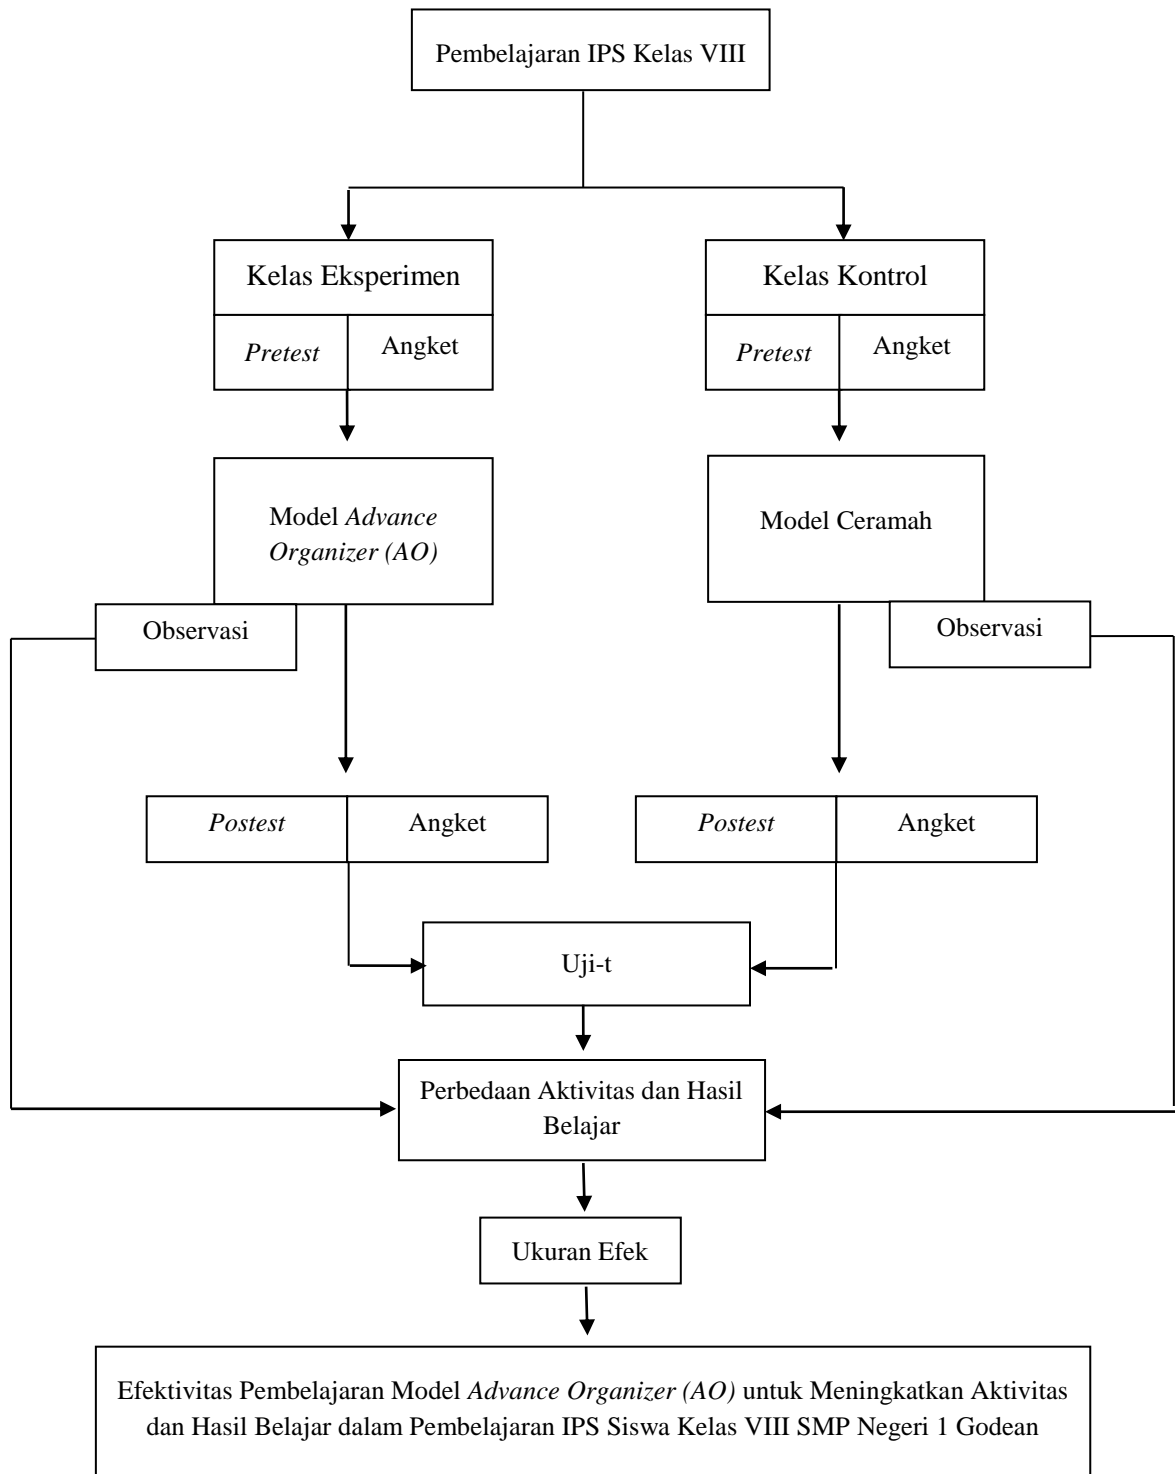 Pembelajaran IPS Kelas VIII
Kelas Eksperimen
Kelas Kontrol
Pretest
Angket
Pretest
Angket
Model Advance
Organizer (AO)
Model Ceramah
Observasi
Observasi
Postest
Angket
Postest
Angket
Uji-t
Perbedaan Aktivitas dan Hasil
Belajar
Ukuran Efek
Efektivitas Pembelajaran Model Advance Organizer (AO) untuk Meningkatkan Aktivitas
dan Hasil Belajar dalam Pembelajaran IPS Siswa Kelas VIII SMP Negeri 1 Godean